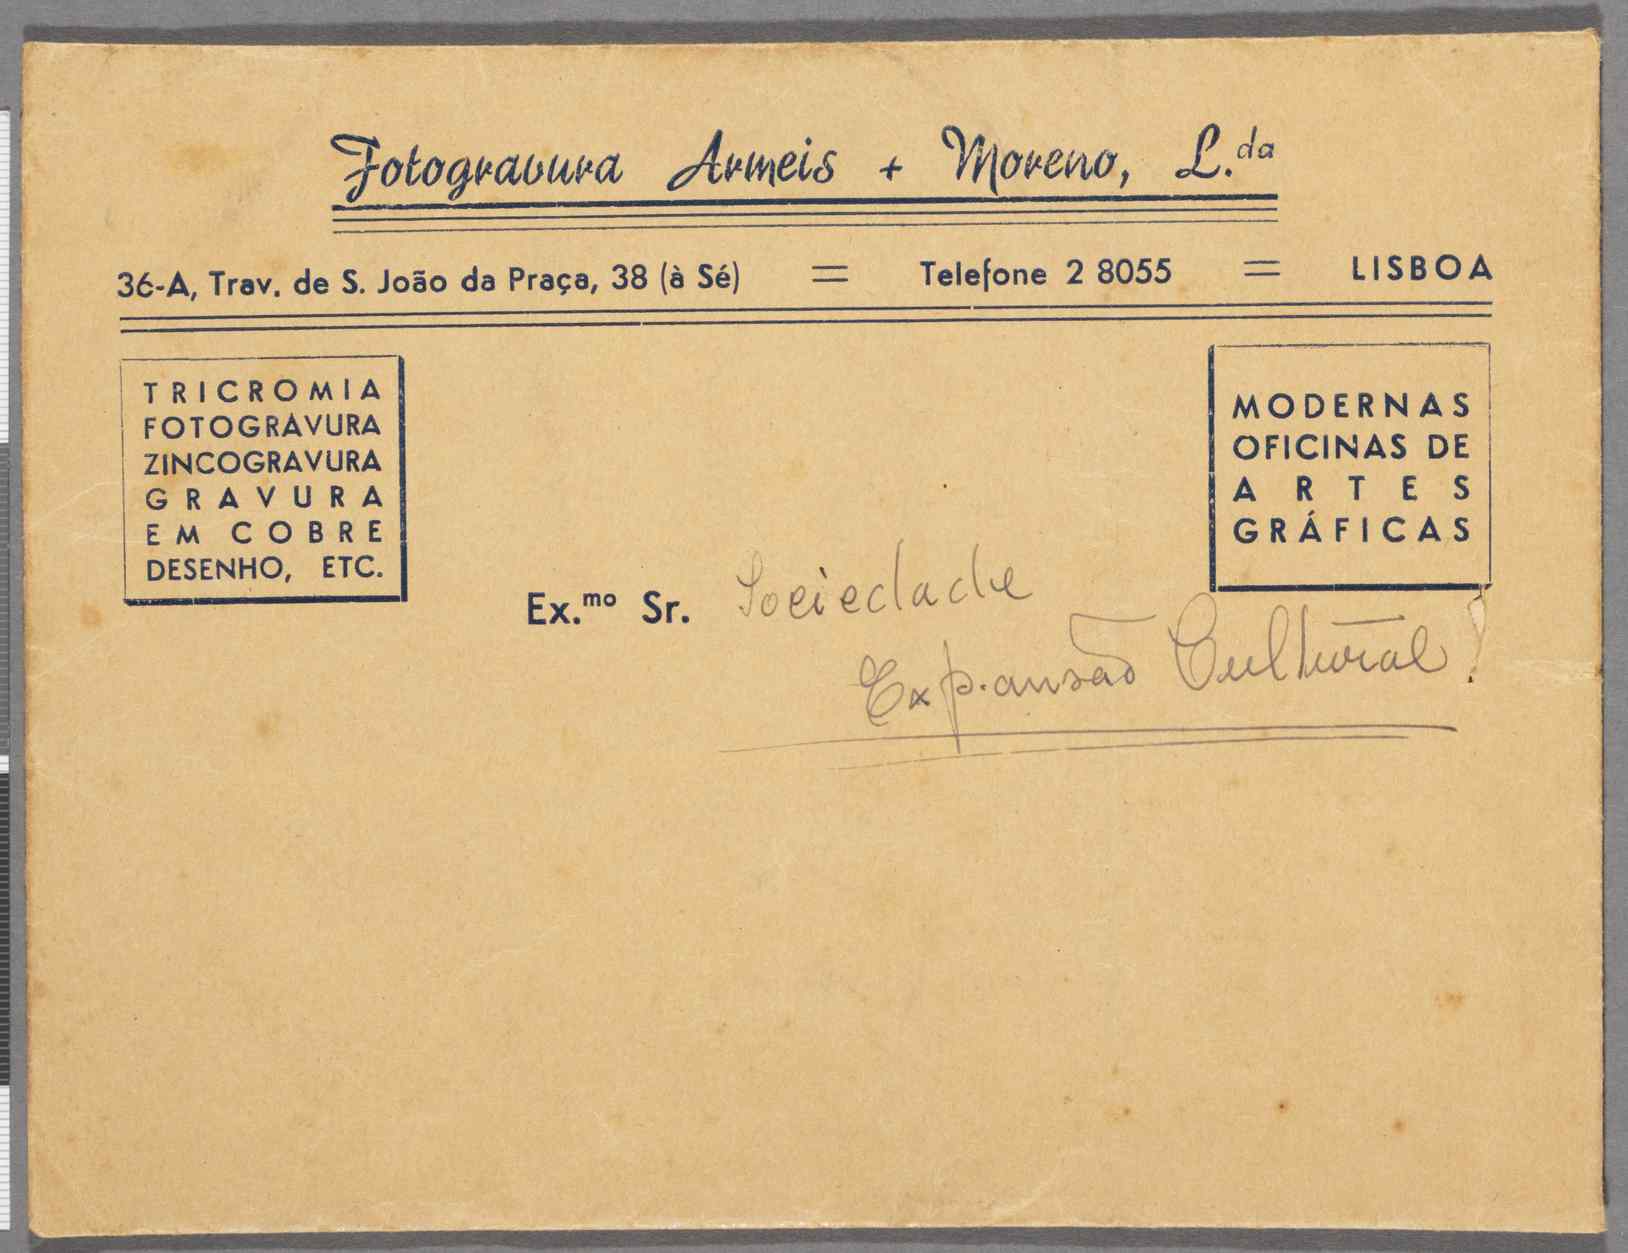 Fotogravura Armeis + Moreno, L.da
36-A, Trav. de S. João da Praça, 38 (à Sé) = Telefone 2 8055 = LISBOA
TRICROMIA
FOTOGRAVURA
ZINCOGRAVURA
GRAVURA
EM COBRE
DESENHO, ETC.
MODERNAS
OFICINAS DE
ARTES
GRÁFICAS
Ex.mo Sr. Sociedade
Expansão Cultural!